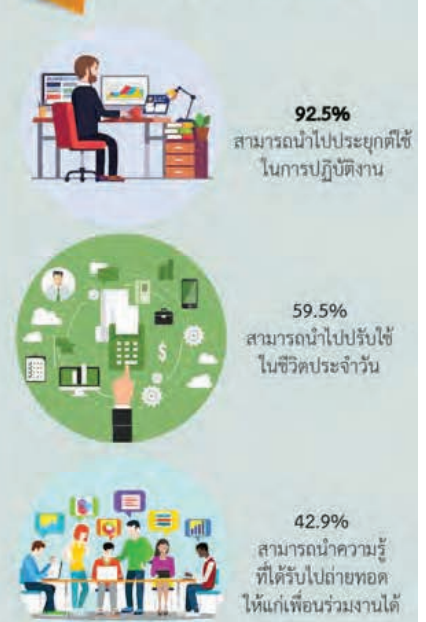 92.5%
สามารถนำไปประยุกต์ใช้
ในการปฏิบัติงาน
59.5%
สามารถนำไปปรับใช้
ในชีวิตประจำวัน
$
42.9%
สามารถนำความรู้
ที่ได้รับไปถ่ายทอด
ให้แก่เพื่อนร่วมงานได้